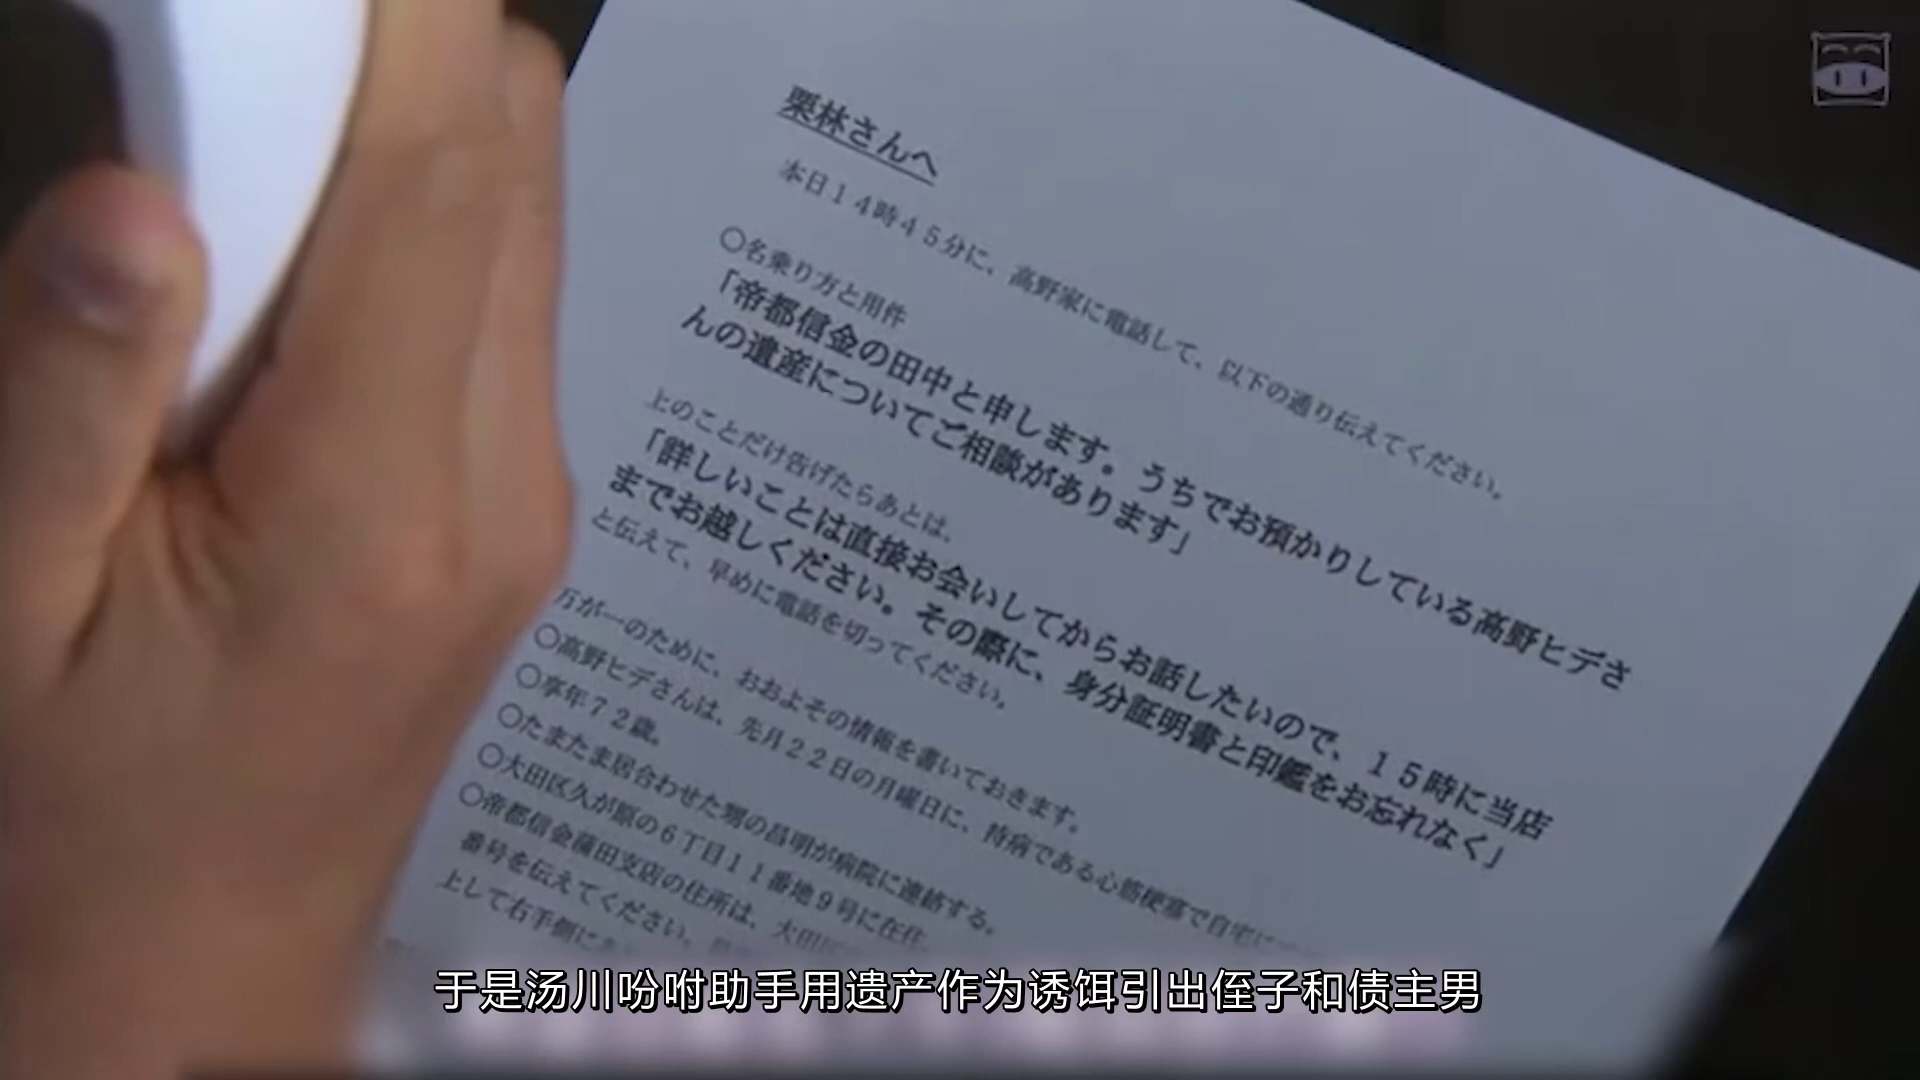 栗林さんへ
本日１４時４５分に、高野家に電話して、以下の通り伝えてください。
〇名乗り方と用件
「帝都信金の田中と申します。うちでお預かりしている高野ヒデさ
んの遺産についてご相談があります」
上のことだけ告げたらあとは、
「詳しいことは直接お会いしてからお話したいので、１５時に当店
までお越しください。その際に、身分証明書と印鑑をお忘れなく」
と伝えて、早めに電話を切ってください。
万が一のために、おおよその情報を書いておきます。
〇高野ヒデさんは、先月２２日の月曜日に、持病である心筋梗塞で自宅に
〇享年７２歳。
〇たまたま居合わせた甥の昌明が病院に連絡する。
〇大田区久が原の６丁目１１番地９号に在住。
〇帝都信金蒲田支店の住所は、大田
番号を伝えてください。
上して右手側に
于是汤川吩咐助手用遗产作为诱饵引出侄子和债主男